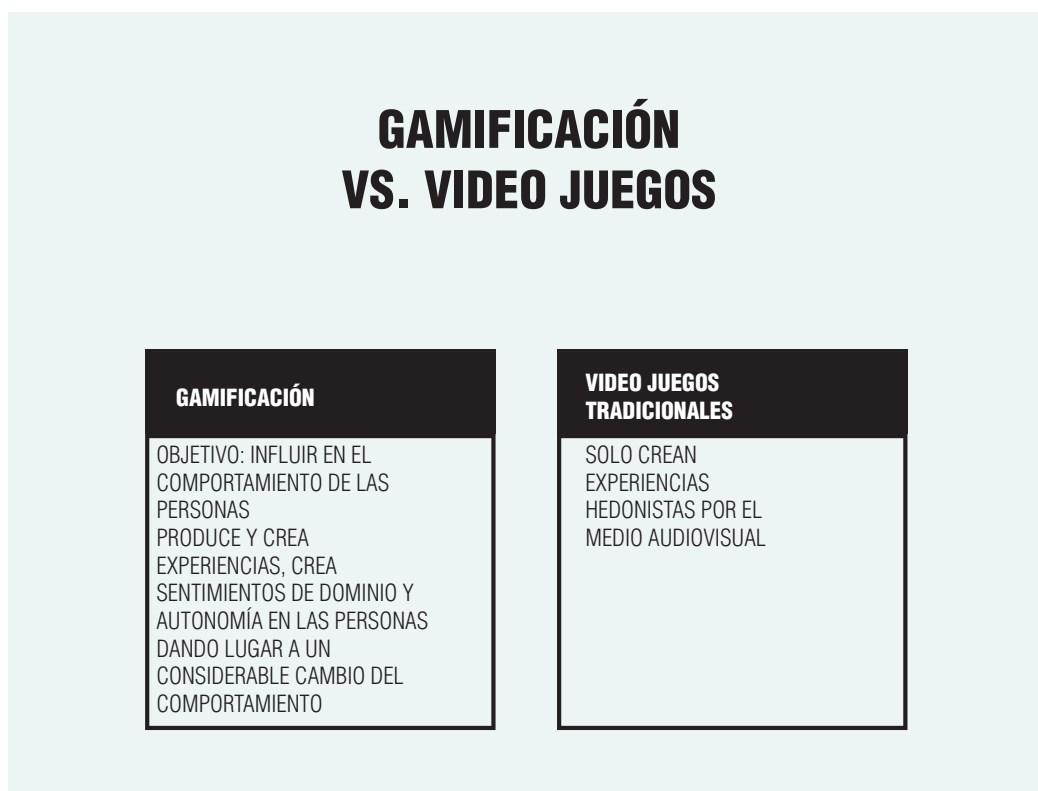 GAMIFICACIÓN
VS. VIDEO JUEGOS
GAMIFICACIÓN
OBJETIVO: INFLUIR EN EL
COMPORTAMIENTO DE LAS
PERSONAS
PRODUCE Y CREA
EXPERIENCIAS, CREA
SENTIMIENTOS DE DOMINIO Y
AUTONOMÍA EN LAS PERSONAS
DANDO LUGAR A UN
CONSIDERABLE CAMBIO DEL
COMPORTAMIENTO
VIDEO JUEGOS
TRADICIONALES
SOLO CREAN
EXPERIENCIAS
HEDONISTAS POR EL
MEDIO AUDIOVISUAL